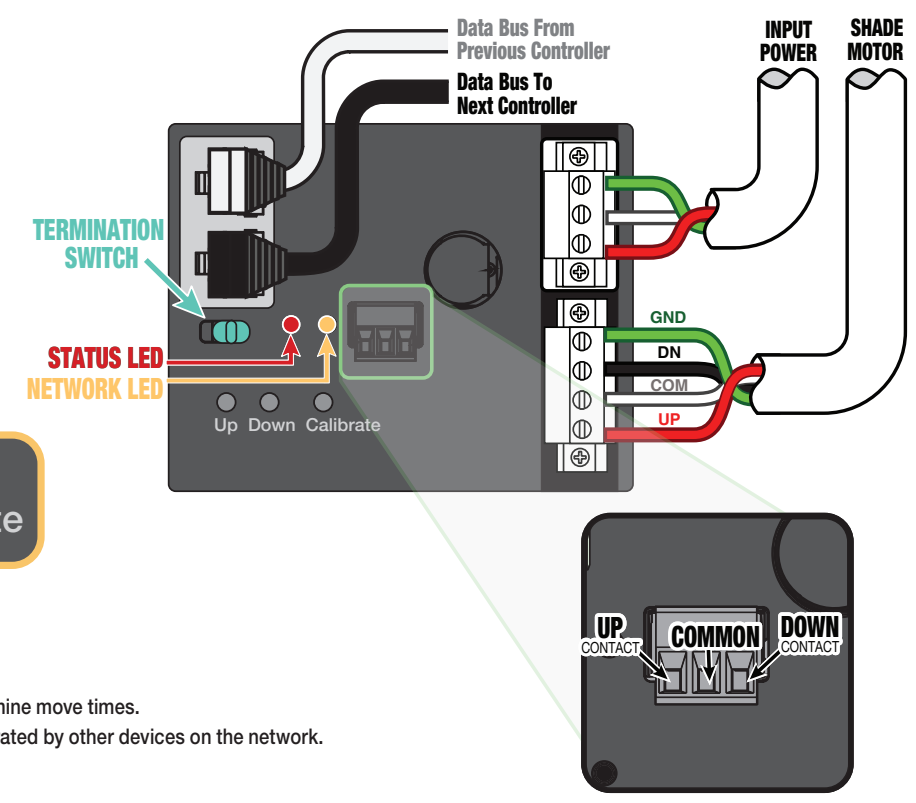 Data Bus From
Previous Controller
Data Bus To
Next Controller
INPUT
POWER
SHADE
MOTOR
TERMINATION
SWITCH
STATUS LED
NETWORK LED
Up Down Calibrate
GND
DN
COM
UP
UP
CONTACT
COMMON
DOWN
CONTACT
move times.
by other devices on the network.